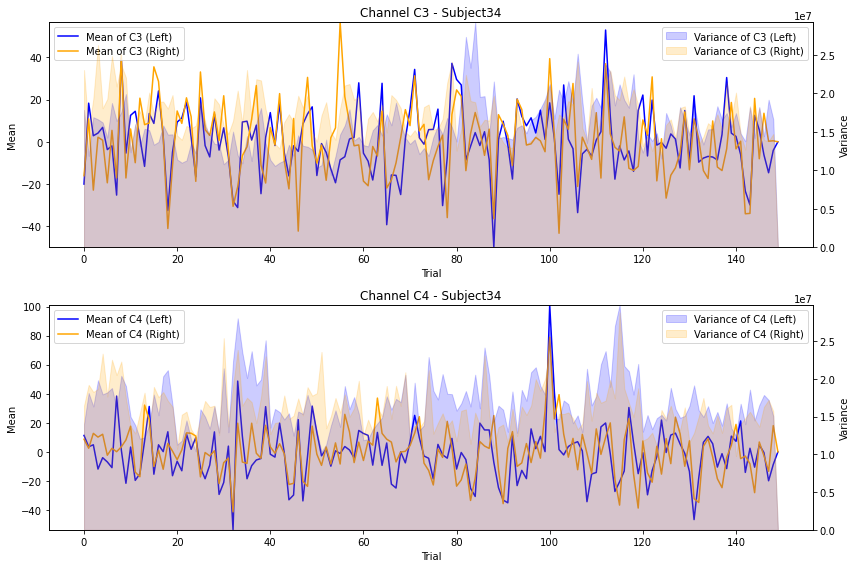 Channel C3 - Subject34
1e7
Mean of C3 (Left)
Mean of C3 (Right)
Variance of C3 (Left)
Variance of C3 (Right)
Mean
40
20
0
−20
−40
2.5
2.0
1.5
1.0
0.5
0.0
Variance
0 20 40 60 80 100 120 140
Trial
Channel C4 - Subject34
1e7
Mean of C4 (Left)
Mean of C4 (Right)
Variance of C4 (Left)
Variance of C4 (Right)
Mean
100
80
60
40
20
0
−20
−40
2.5
2.0
1.5
1.0
0.5
0.0
Variance
0 20 40 60 80 100 120 140
Trial